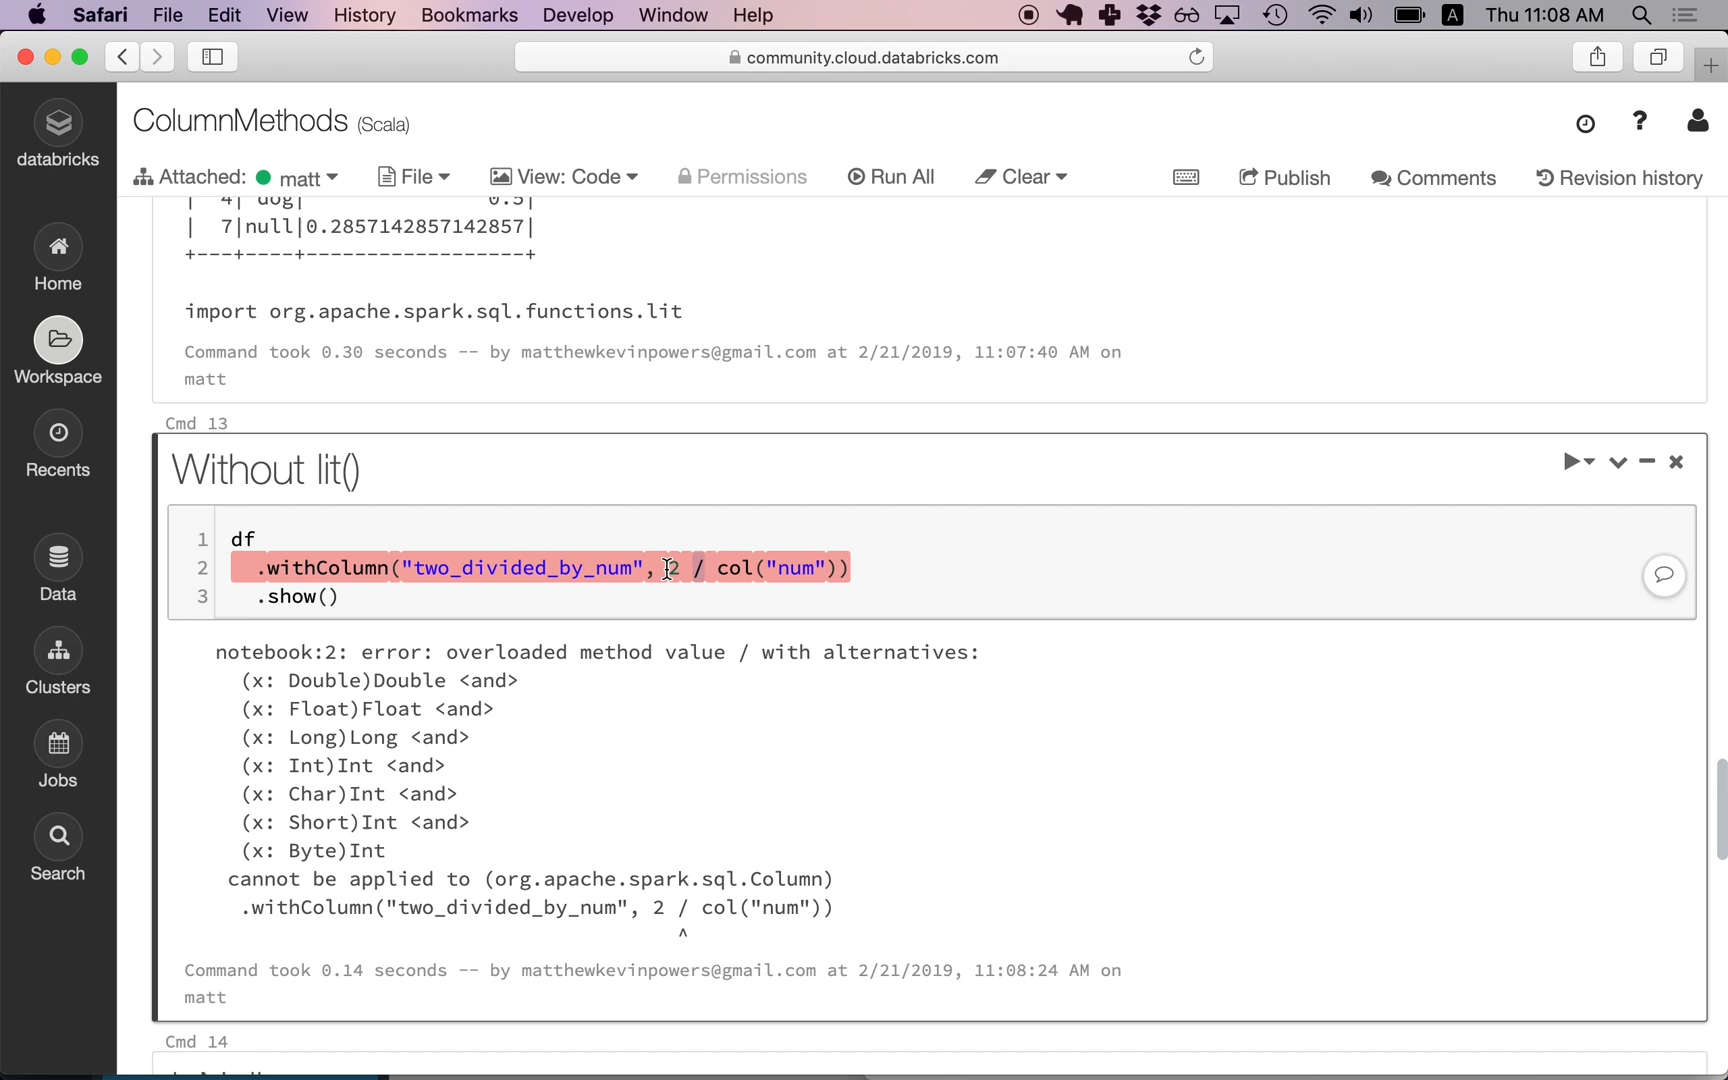 Safari File Edit View History Bookmarks Develop Window Help A Thu 11:08 AM
community.cloud.databricks.com
databricks
Home
Workspace
Recents
Data
Clusters
Jobs
Search
ColumnMethods (Scala)
?
Attached: matt File View: Code Permissions Run All Clear Publish Comments Revision history
| 4| dog| 0.5|
| 7|null|0.2857142857142857|
+---+----+------------------+
import org.apache.spark.sql.functions.lit
Command took 0.30 seconds -- by matthewkevinpowers@gmail.com at 2/21/2019, 11:07:40 AM on
matt
Cmd 13
Without lit()
1 df
2 .withColumn("two_divided_by_num", 2 / col("num"))
3 .show()
notebook:2: error: overloaded method value / with alternatives:
(x: Double)Double <and>
(x: Float)Float <and>
(x: Long)Long <and>
(x: Int)Int <and>
(x: Char)Int <and>
(x: Short)Int <and>
(x: Byte)Int
cannot be applied to (org.apache.spark.sql.Column)
.withColumn("two_divided_by_num", 2 / col("num"))
^
Command took 0.14 seconds -- by matthewkevinpowers@gmail.com at 2/21/2019, 11:08:24 AM on
matt
Cmd 14